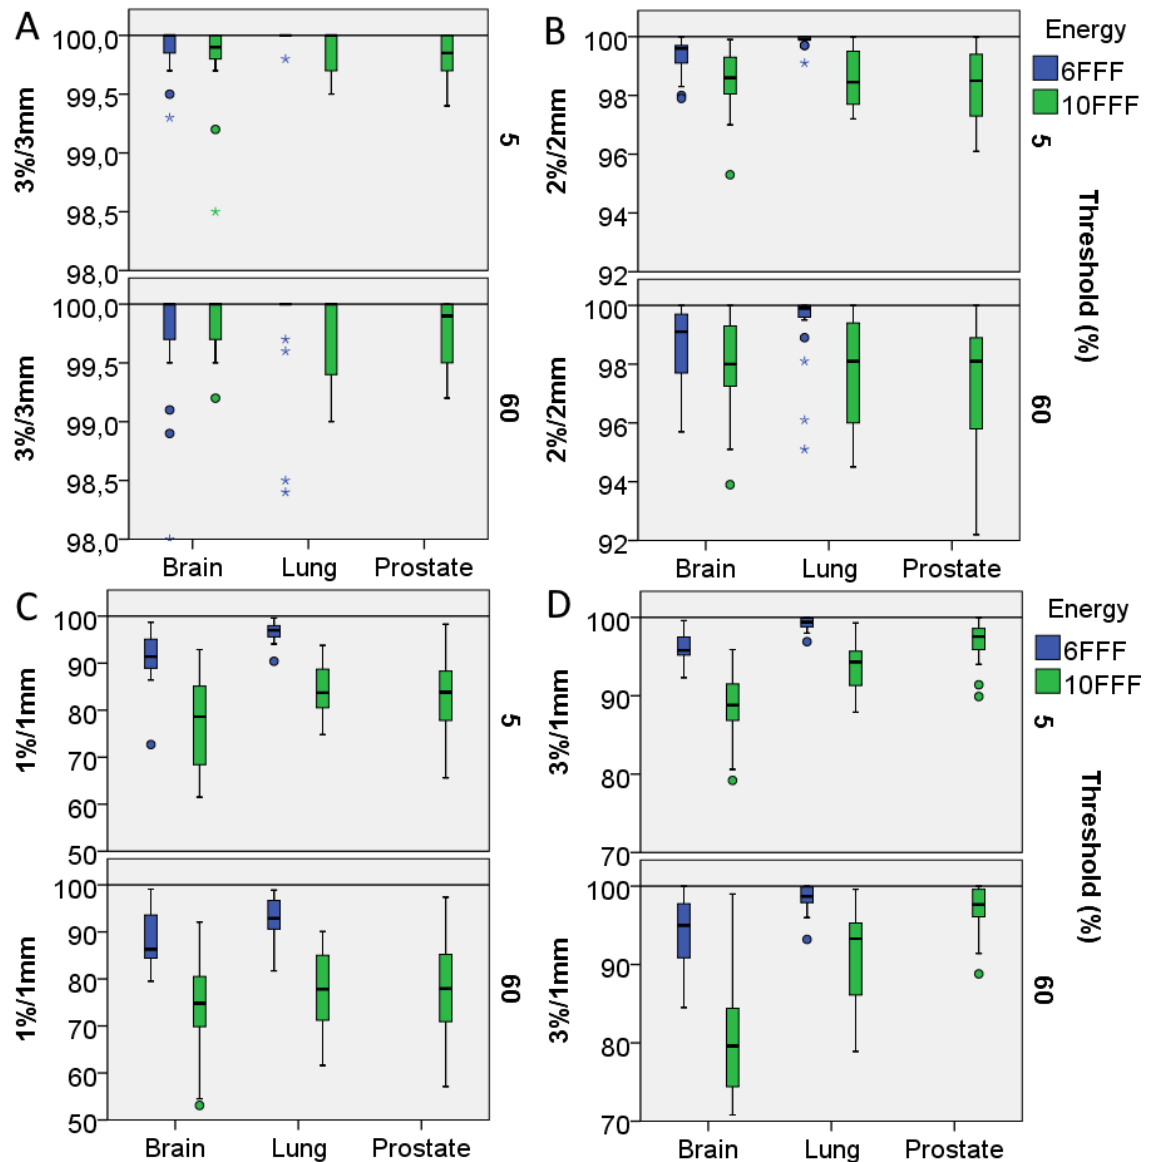 A
3%/3mm
100,0
99,5
99,0
98,5
98,0
5
3%/3mm
100,0
99,5
99,0
98,5
98,0
60
Brain Lung Prostate
B
2%/2mm
100
98
96
94
92
5
2%/2mm
100
98
96
94
92
60
Brain Lung Prostate
Energy
6FFF
10FFF
Threshold (%)
C
1%/1mm
100
90
80
70
60
50
5
1%/1mm
100
90
80
70
60
50
60
Brain Lung Prostate
D
3%/1mm
100
90
80
70
5
3%/1mm
100
90
80
70
60
Brain Lung Prostate
Energy
6FFF
10FFF
Threshold (%)